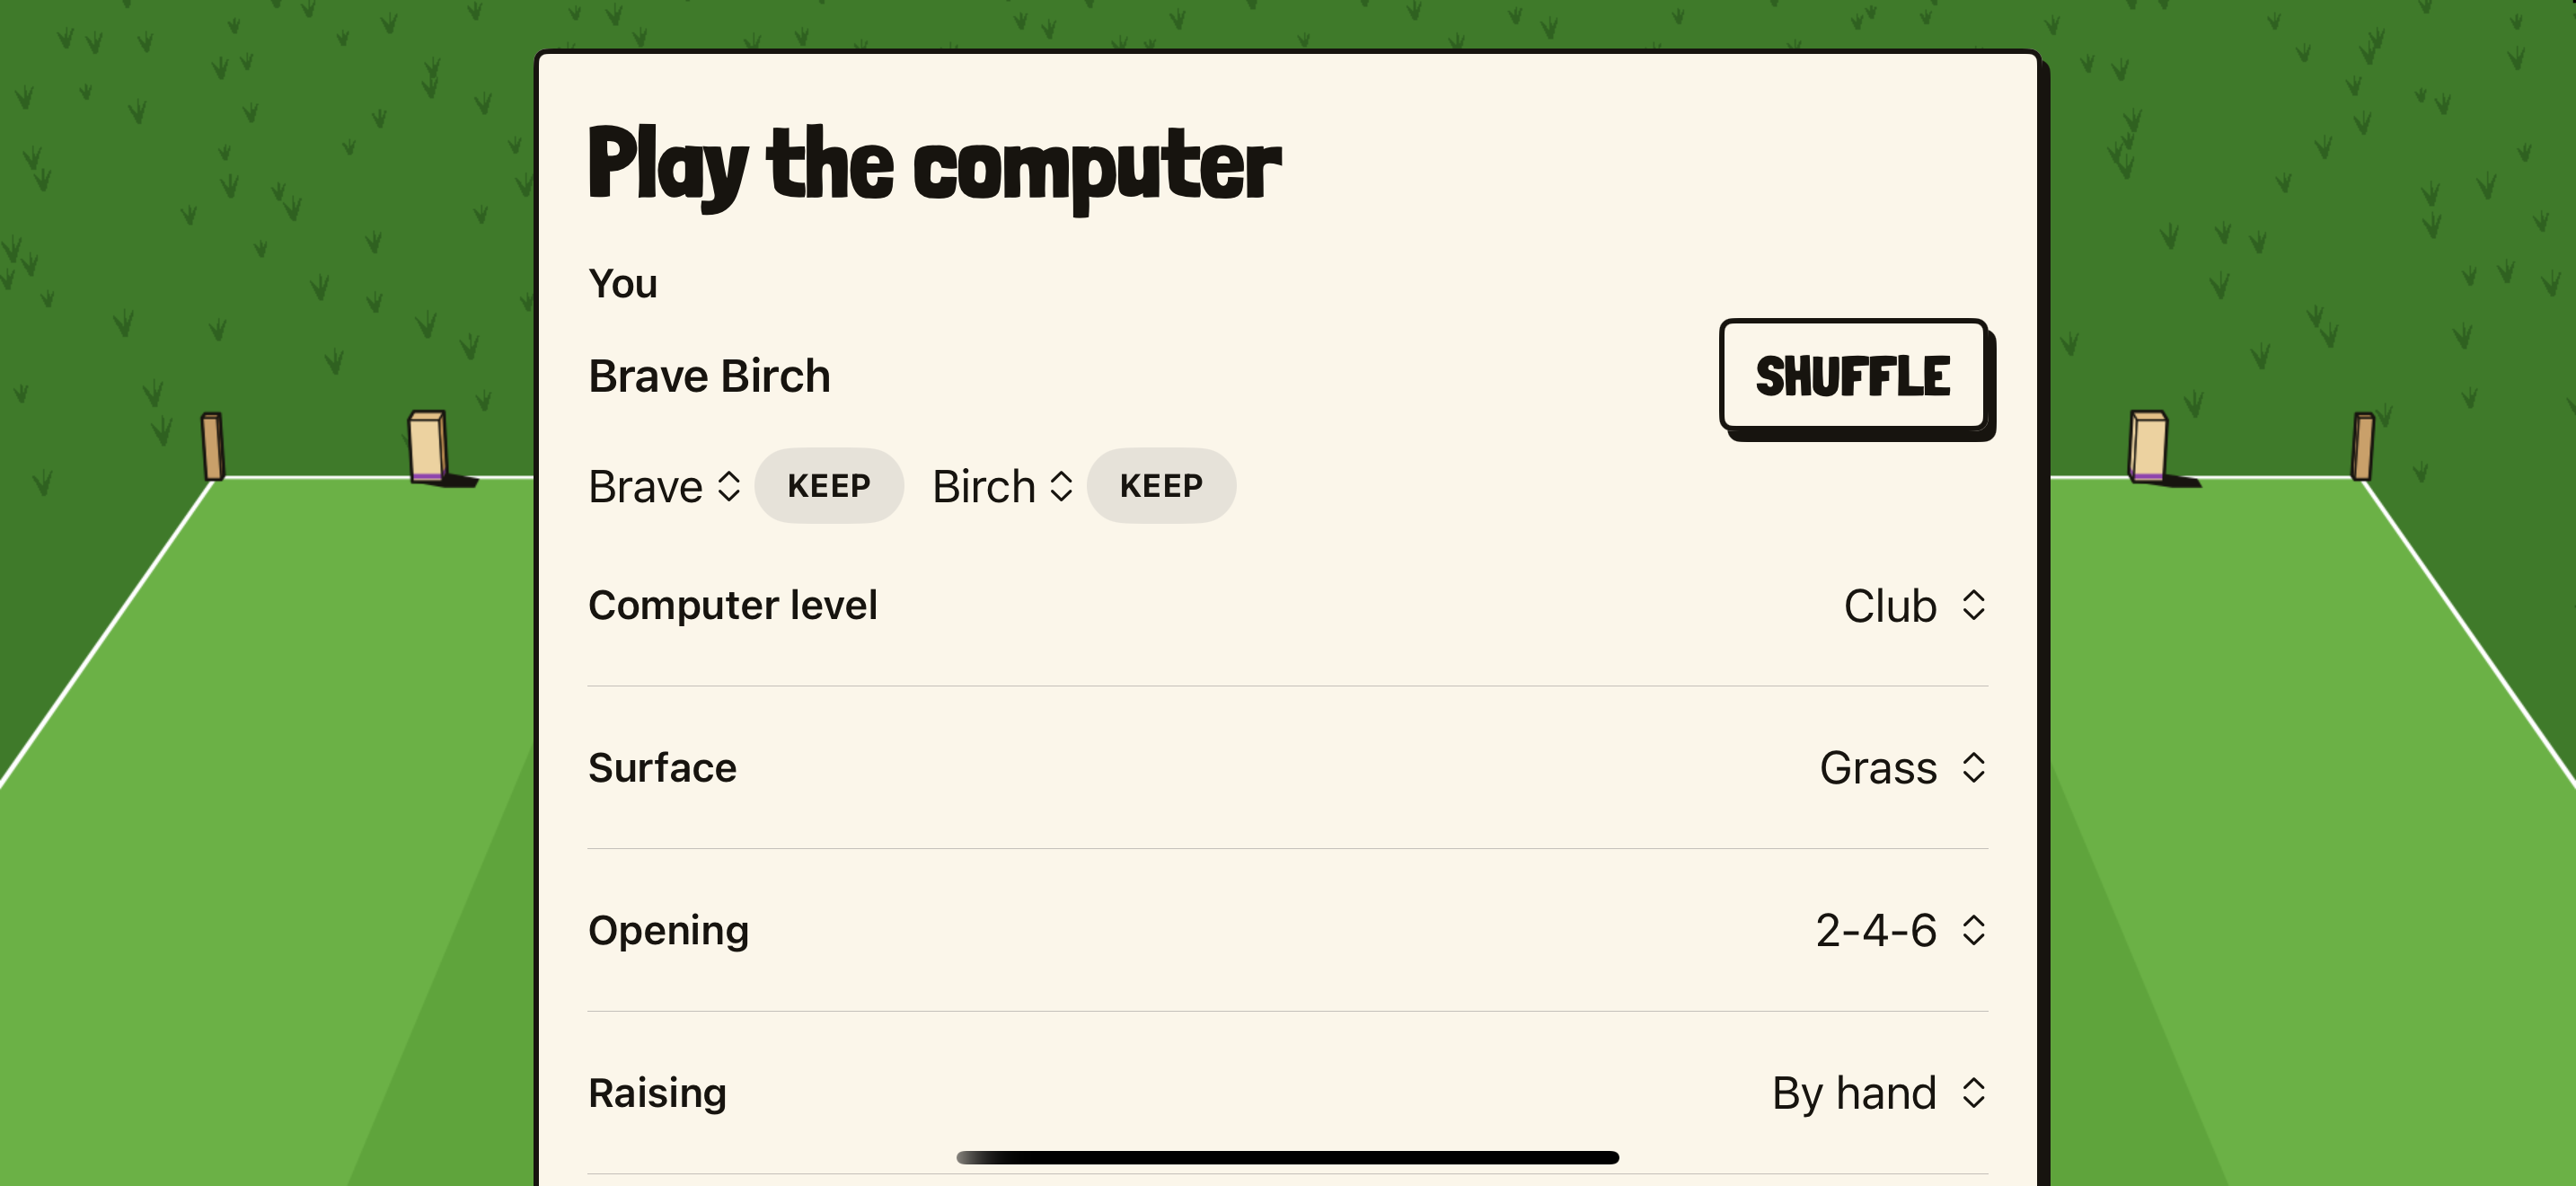 Play the computer
You
Brave Birch
SHUFFLE
Brave KEEP Birch KEEP
Computer level Club
Surface Grass
Opening 2-4-6
Raising By hand